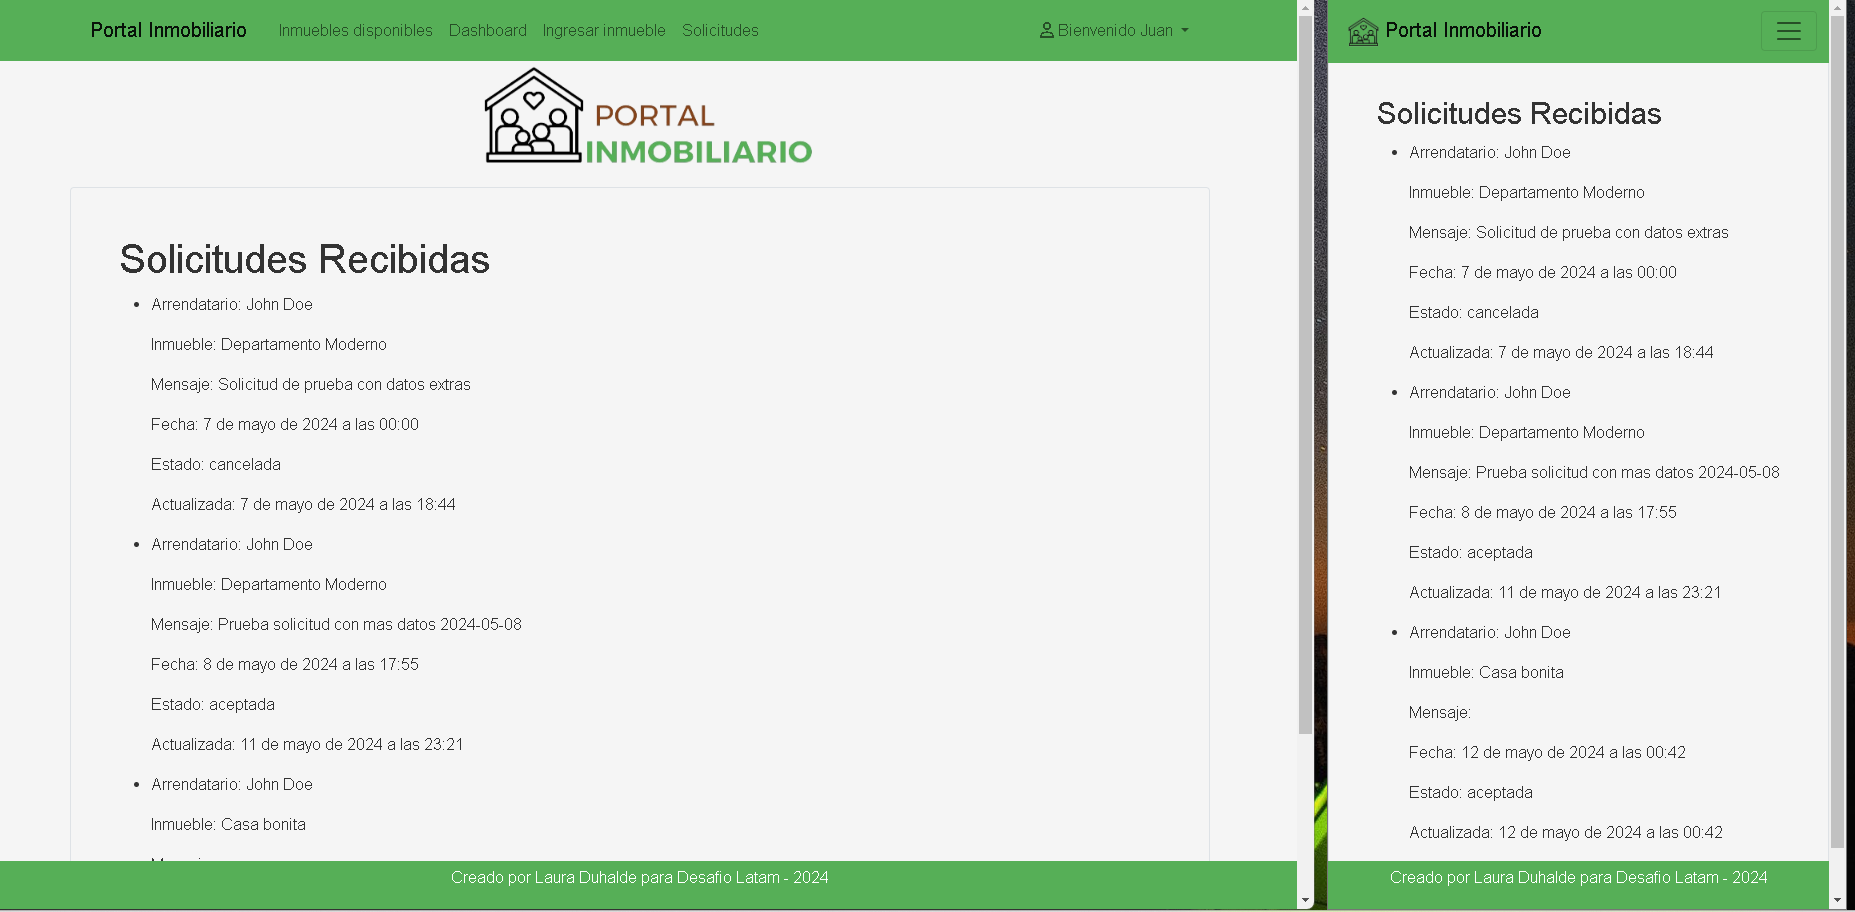 Portal Inmobiliario
Inmuebles disponibles Dashboard Ingresar inmueble Solicitudes
Bienvenido Juan
PORTAL
INMOBILIARIO
Solicitudes Recibidas
Arrendatario: John Doe
Inmueble: Departamento Moderno
Mensaje: Solicitud de prueba con datos extras
Fecha: 7 de mayo de 2024 a las 00:00
Estado: cancelada
Actualizada: 7 de mayo de 2024 a las 18:44
Arrendatario: John Doe
Inmueble: Departamento Moderno
Mensaje: Prueba solicitud con mas datos 2024-05-08
Fecha: 8 de mayo de 2024 a las 17:55
Estado: aceptada
Actualizada: 11 de mayo de 2024 a las 23:21
Arrendatario: John Doe
Inmueble: Casa bonita
Creado por Laura Duhalde para Desafio Latam - 2024
Portal Inmobiliario
Solicitudes Recibidas
Arrendatario: John Doe
Inmueble: Departamento Moderno
Mensaje: Solicitud de prueba con datos extras
Fecha: 7 de mayo de 2024 a las 00:00
Estado: cancelada
Actualizada: 7 de mayo de 2024 a las 18:44
Arrendatario: John Doe
Inmueble: Departamento Moderno
Mensaje: Prueba solicitud con mas datos 2024-05-08
Fecha: 8 de mayo de 2024 a las 17:55
Estado: aceptada
Actualizada: 11 de mayo de 2024 a las 23:21
Arrendatario: John Doe
Inmueble: Casa bonita
Mensaje:
Fecha: 12 de mayo de 2024 a las 00:42
Estado: aceptada
Actualizada: 12 de mayo de 2024 a las 00:42
Creado por Laura Duhalde para Desafio Latam - 2024